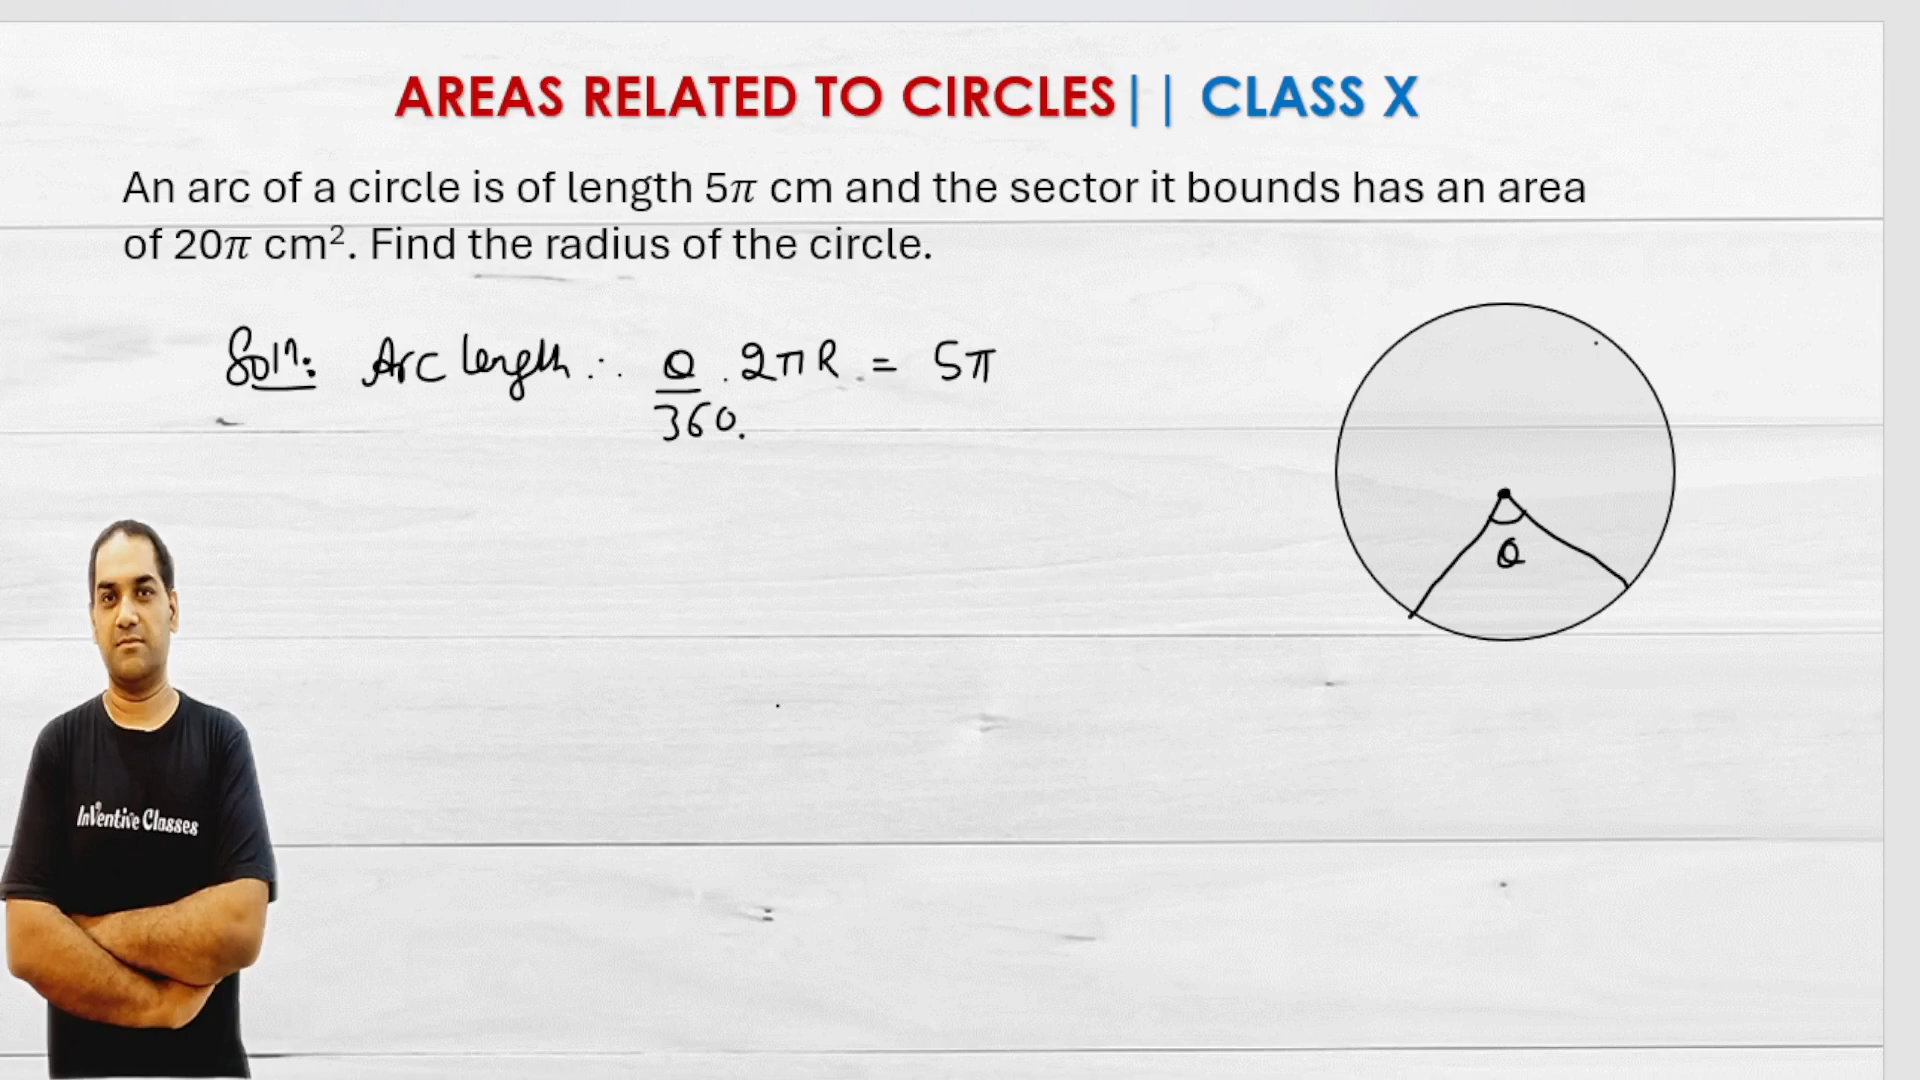 AREAS RELATED TO CIRCLES|| CLASS X
An arc of a circle is of length 5π cm and the sector it bounds has an area
of 20π cm². Find the radius of the circle.
Soln: Arc length ∴ θ . 2πR = 5π
360.
θ
InVentive Classes